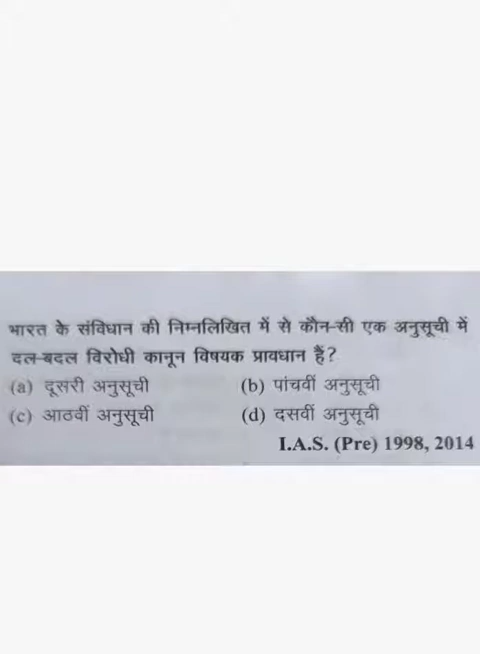 भारत के संविधान की निम्नलिखित में से कौन-सी एक अनुसूची में
दल-बदल विरोधी कानून विषयक प्रावधान हैं?
(a) दूसरी अनुसूची (b) पांचवीं अनुसूची
(c) आठवीं अनुसूची (d) दसवीं अनुसूची
I.A.S. (Pre) 1998, 2014